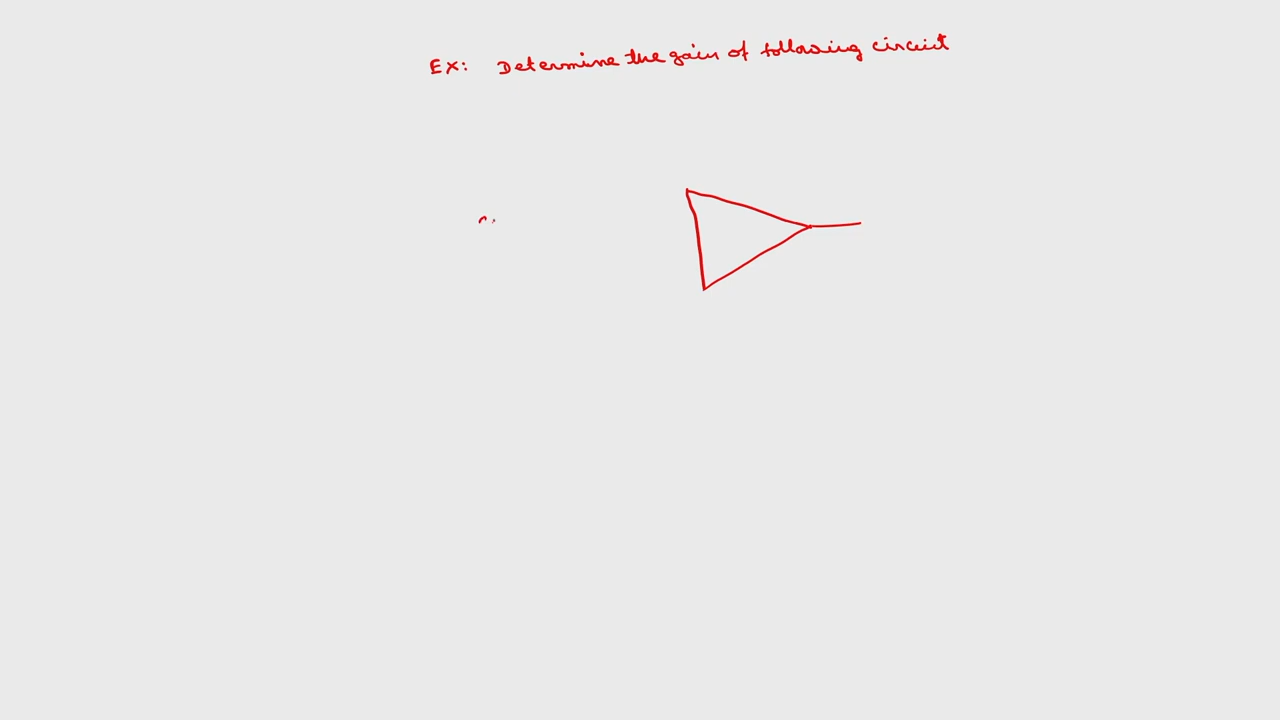 EX: Determine the gain of following circuit